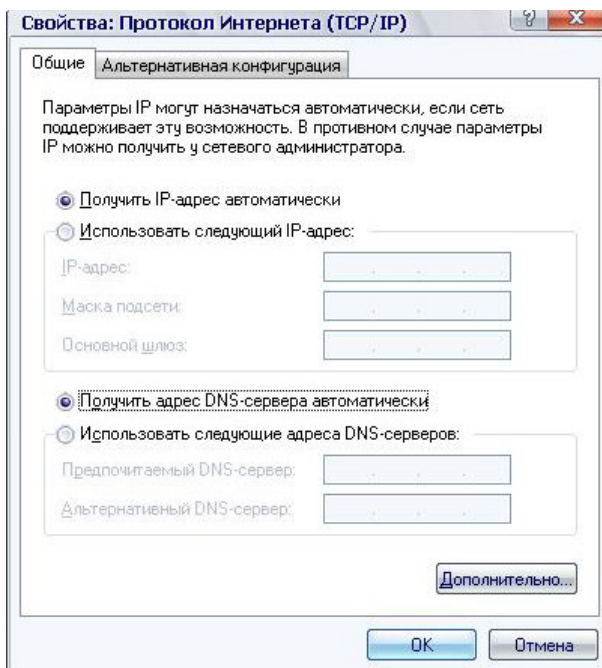 Свойства: Протокол Интернета (TCP/IP)
Общие
Альтернативная конфигурация
Параметры IP могут назначаться автоматически, если сеть
поддерживает эту возможность. В противном случае параметры
IP можно получить у сетевого администратора.
Получить IP-адрес автоматически
Использовать следующий IP-адрес:
IP-адрес:
Маска подсети:
Основной шлюз:
Получить адрес DNS-сервера автоматически
Использовать следующие адреса DNS-серверов:
Предпочитаемый DNS-сервер:
Альтернативный DNS-сервер:
Дополнительно...
OK
Отмена